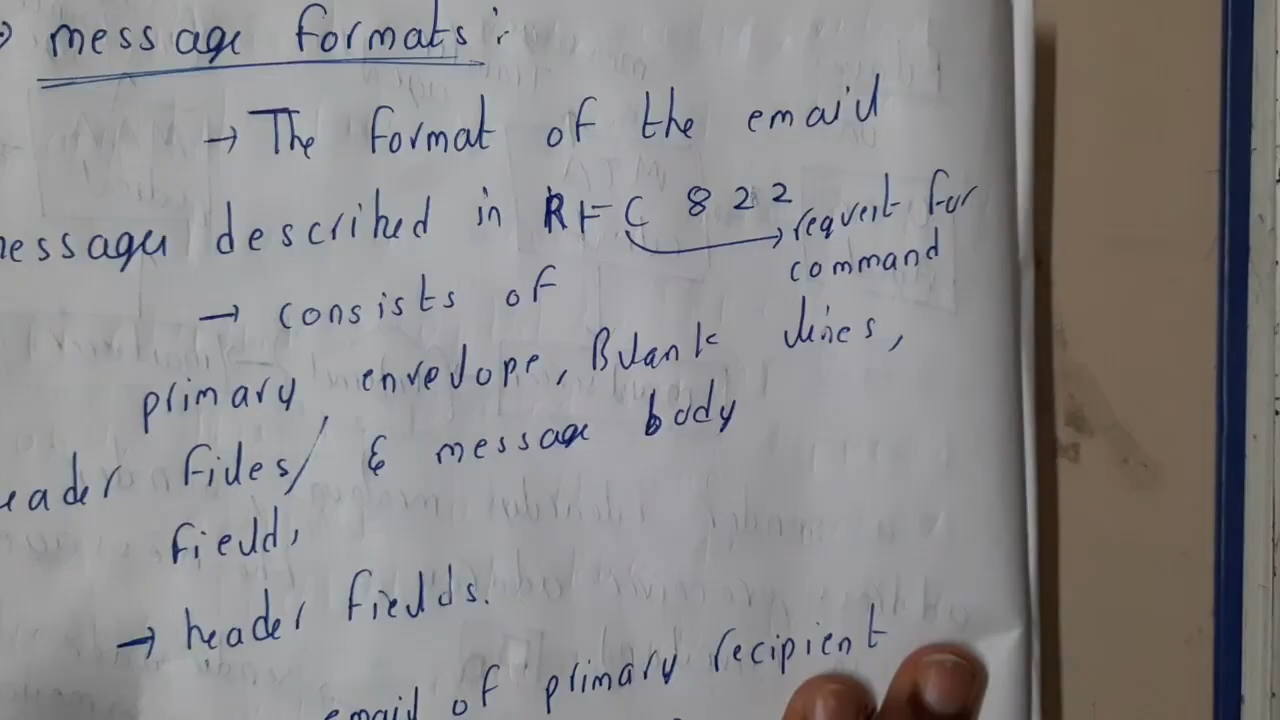 message formats:
→ The format of the email
message described in RFC 822
request for
command
→ consists of
primary envelope, Blank lines,
header files/ & message body
field,
→ header fields.
email of primary recipient